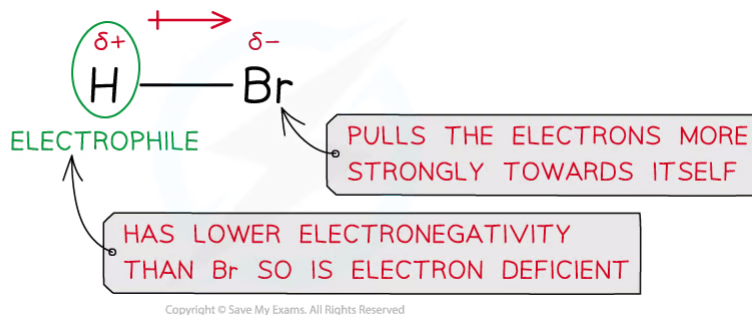 δ+ δ−
H Br
ELECTROPHILE
PULLS THE ELECTRONS MORE
STRONGLY TOWARDS ITSELF
HAS LOWER ELECTRONEGATIVITY
THAN Br SO IS ELECTRON DEFICIENT
Copyright © Save My Exams. All Rights Reserved